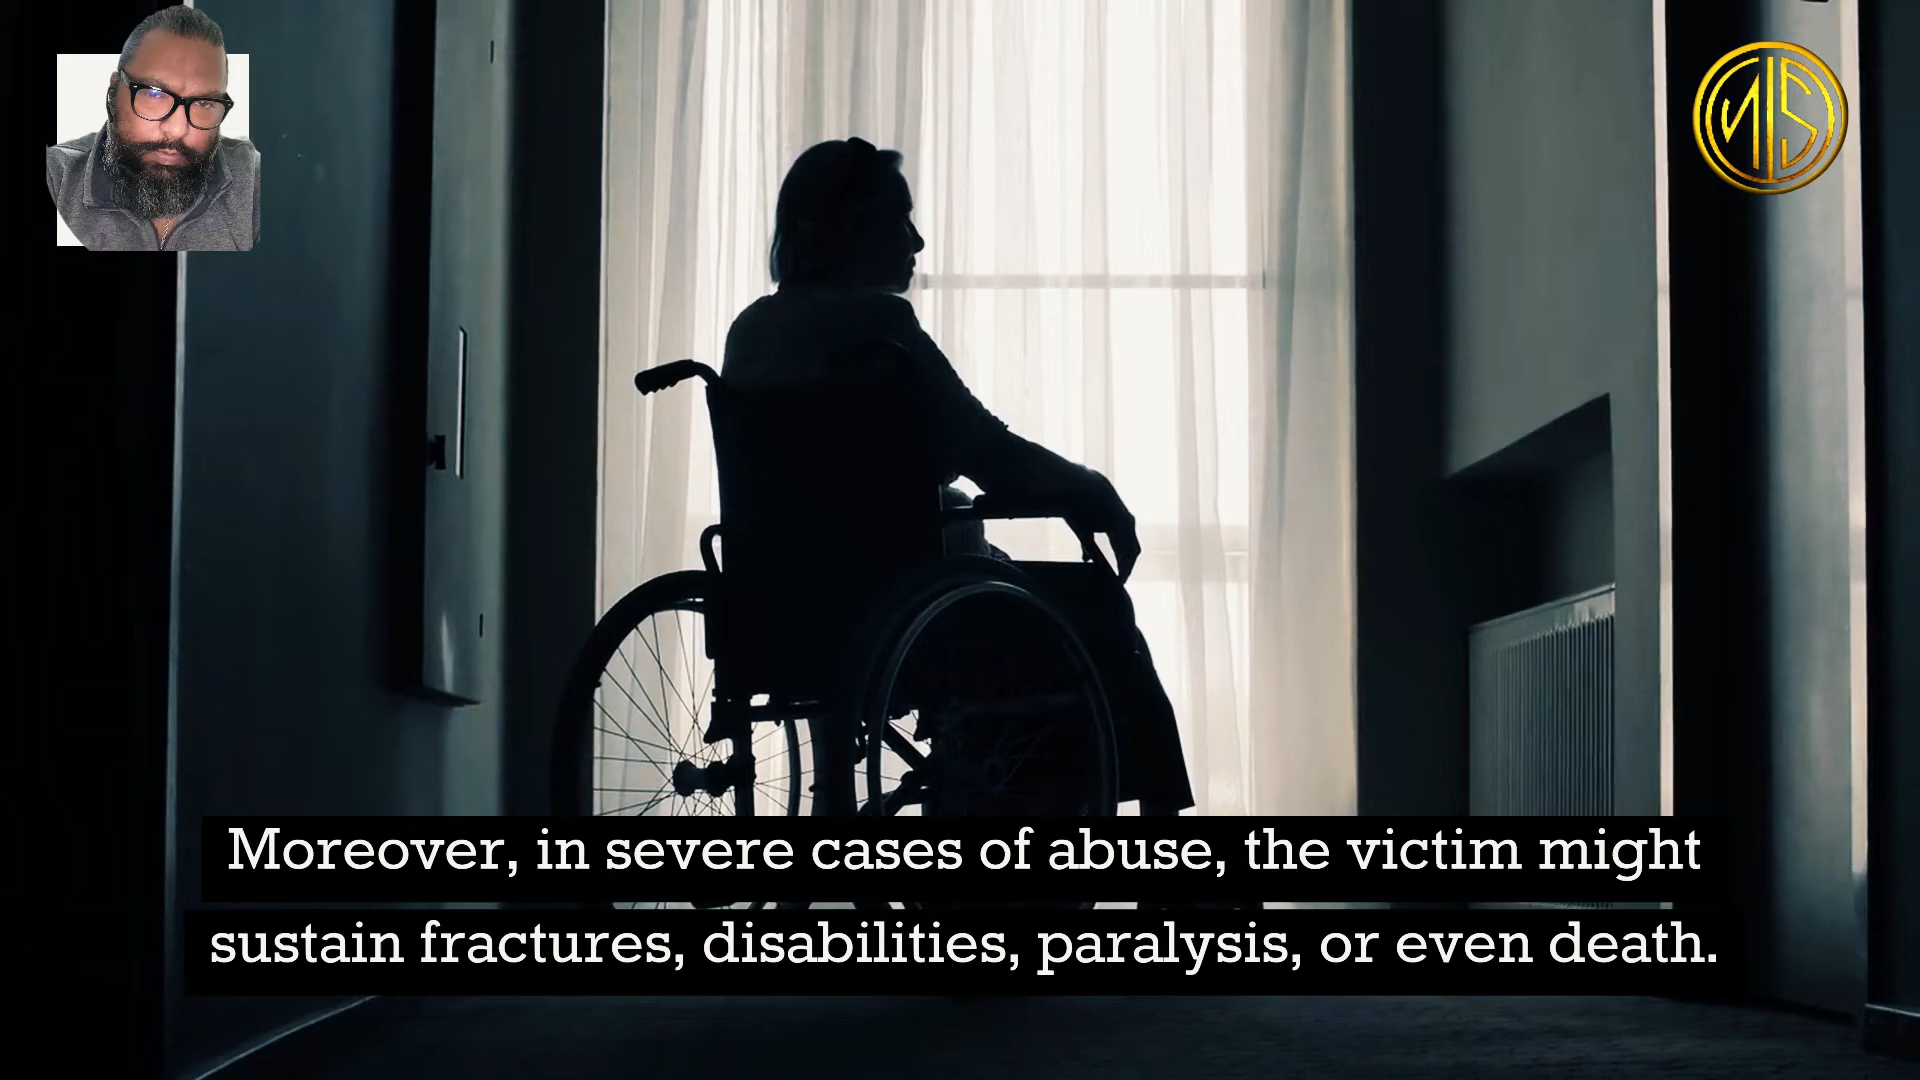 Moreover, in severe cases of abuse, the victim might
sustain fractures, disabilities, paralysis, or even death.